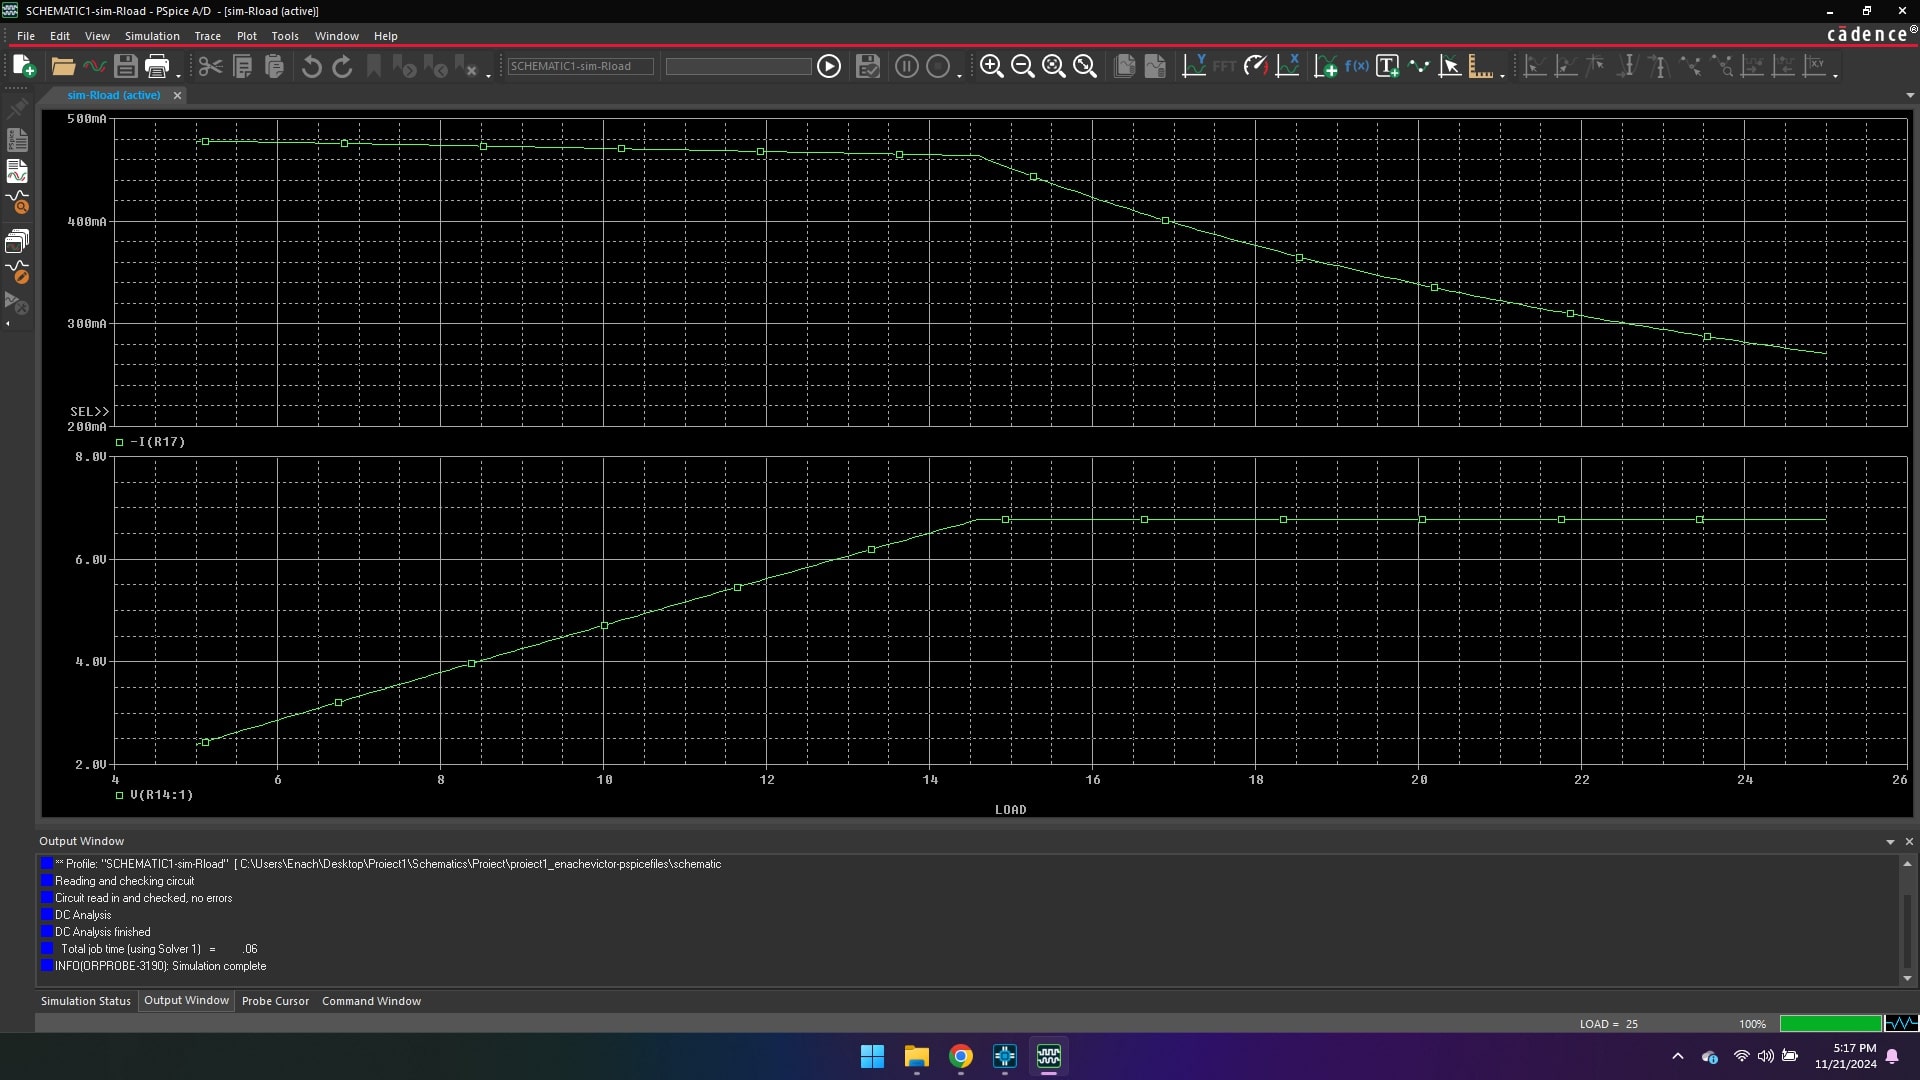 SCHEMATIC1-sim-Rload - PSpice A/D - [sim-Rload (active)]
File Edit View Simulation Trace Plot Tools Window Help
cādence®
SCHEMATIC1-sim-Rload
FFT
f(x)
sim-Rload (active)
500mA
400mA
300mA
SEL>>
200mA
-I(R17)
8.0V
6.0V
4.0V
2.0V
4 6 8 10 12 14 16 18 20 22 24 26
V(R14:1)
LOAD
Output Window
** Profile: "SCHEMATIC1-sim-Rload" [ C:\Users\Enach\Desktop\Proiect1\Schematics\Proiect\proiect1_enachevictor-pspicefiles\schematic
Reading and checking circuit
Circuit read in and checked, no errors
DC Analysis
DC Analysis finished
Total job time (using Solver 1) = .06
INFO(ORPROBE-3190): Simulation complete
Simulation Status Output Window Probe Cursor Command Window
LOAD = 25 100%
5:17 PM
11/21/2024